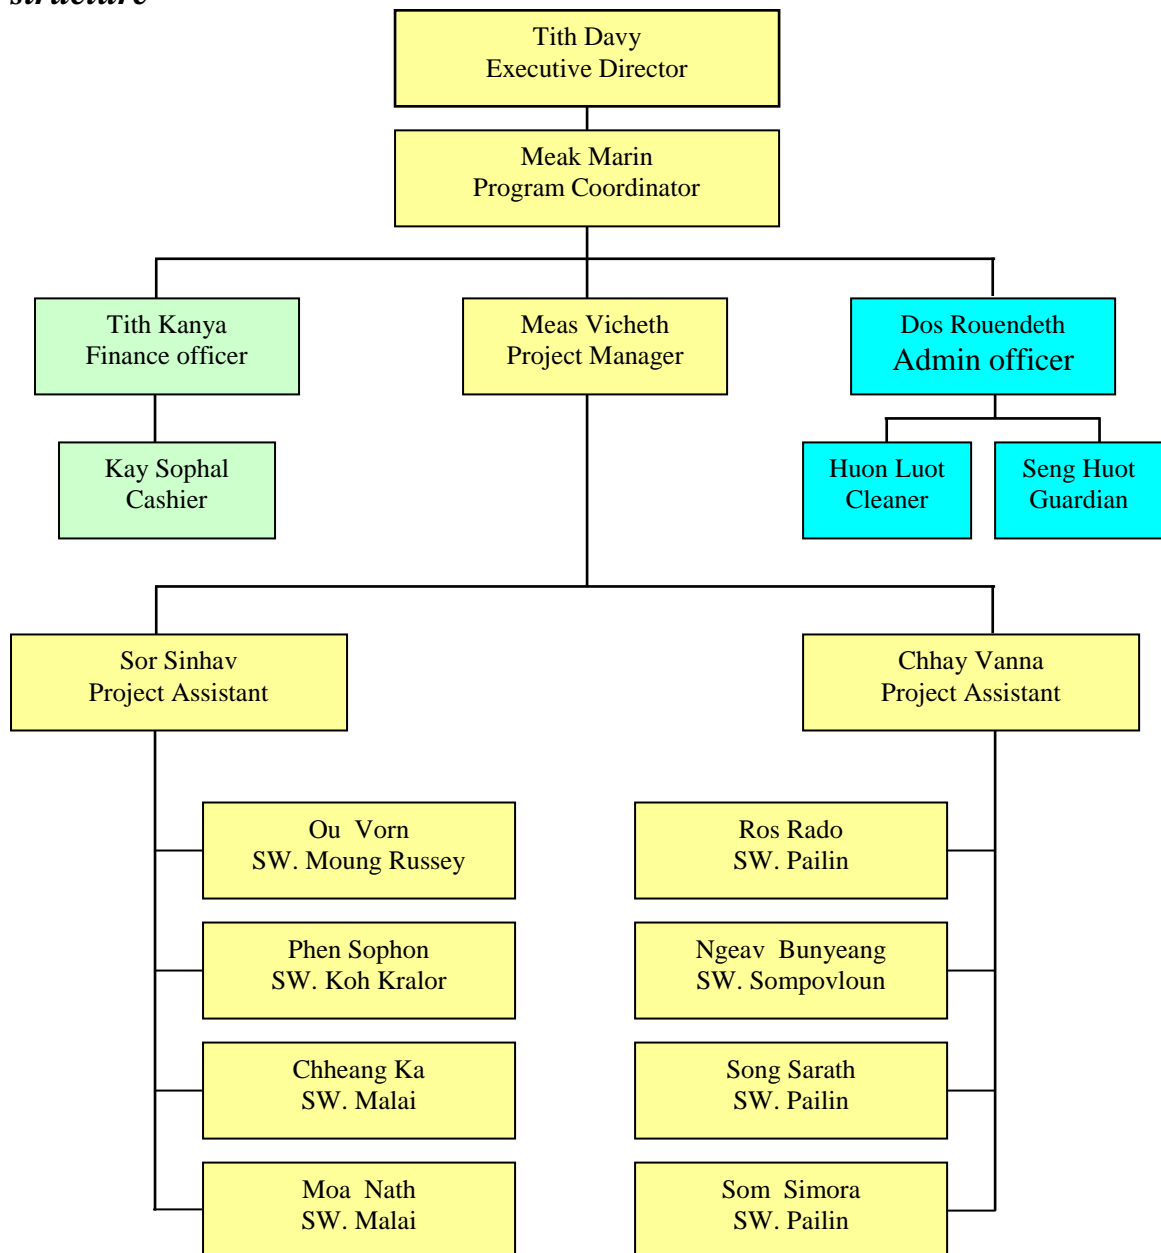 structure
Tith Davy
Executive Director
Meak Marin
Program Coordinator
Tith Kanya
Finance officer
Meas Vicheth
Project Manager
Dos Rouendeth
Admin officer
Kay Sophal
Cashier
Huon Luot
Cleaner
Seng Huot
Guardian
Sor Sinhav
Project Assistant
Chhay Vanna
Project Assistant
Ou Vorn
SW. Moung Russey
Ros Rado
SW. Pailin
Phen Sophon
SW. Koh Kralor
Ngeav Bunyeang
SW. Sompovloun
Chheang Ka
SW. Malai
Song Sarath
SW. Pailin
Moa Nath
SW. Malai
Som Simora
SW. Pailin